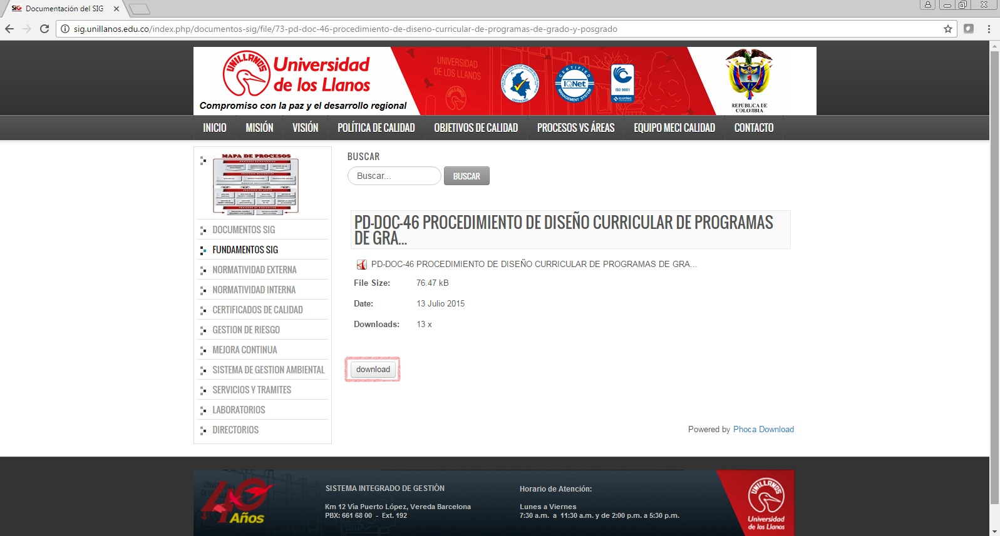 SIG Documentación del SIG
sig.unillanos.edu.co/index.php/documentos-sig/file/73-pd-doc-46-procedimiento-de-diseno-curricular-de-programas-de-grado-y-posgrado
UNILLANOS
Universidad
de los Llanos
Compromiso con la paz y el desarrollo regional
UNIVERSIDAD
DE LOS LLANOS
CERTIFIED
IQNet
MANAGEMENT SYSTEM
ISO 9001
icontec
REPÚBLICA DE
COLOMBIA
INICIO
MISIÓN
VISIÓN
POLÍTICA DE CALIDAD
OBJETIVOS DE CALIDAD
PROCESOS VS ÁREAS
EQUIPO MECI CALIDAD
CONTACTO
MAPA DE PROCESOS
DOCUMENTOS SIG
FUNDAMENTOS SIG
NORMATIVIDAD EXTERNA
NORMATIVIDAD INTERNA
CERTIFICADOS DE CALIDAD
GESTION DE RIESGO
MEJORA CONTINUA
SISTEMA DE GESTION AMBIENTAL
SERVICIOS Y TRAMITES
LABORATORIOS
DIRECTORIOS
BUSCAR
Buscar... BUSCAR
PD-DOC-46 PROCEDIMIENTO DE DISEÑO CURRICULAR DE PROGRAMAS
DE GRA...
PD-DOC-46 PROCEDIMIENTO DE DISEÑO CURRICULAR DE PROGRAMAS DE GRA...
File Size: 76.47 kB
Date: 13 Julio 2015
Downloads: 13 x
download
Powered by Phoca Download
40 Años
SISTEMA INTEGRADO DE GESTIÓN
Km 12 Vía Puerto López, Vereda Barcelona
PBX: 661 68 00 - Ext. 192
Horario de Atención:
Lunes a Viernes
7:30 a.m. a 11:30 a.m. y de 2:00 p.m. a 5:30 p.m.
UNILLANOS
Universidad
de los Llanos